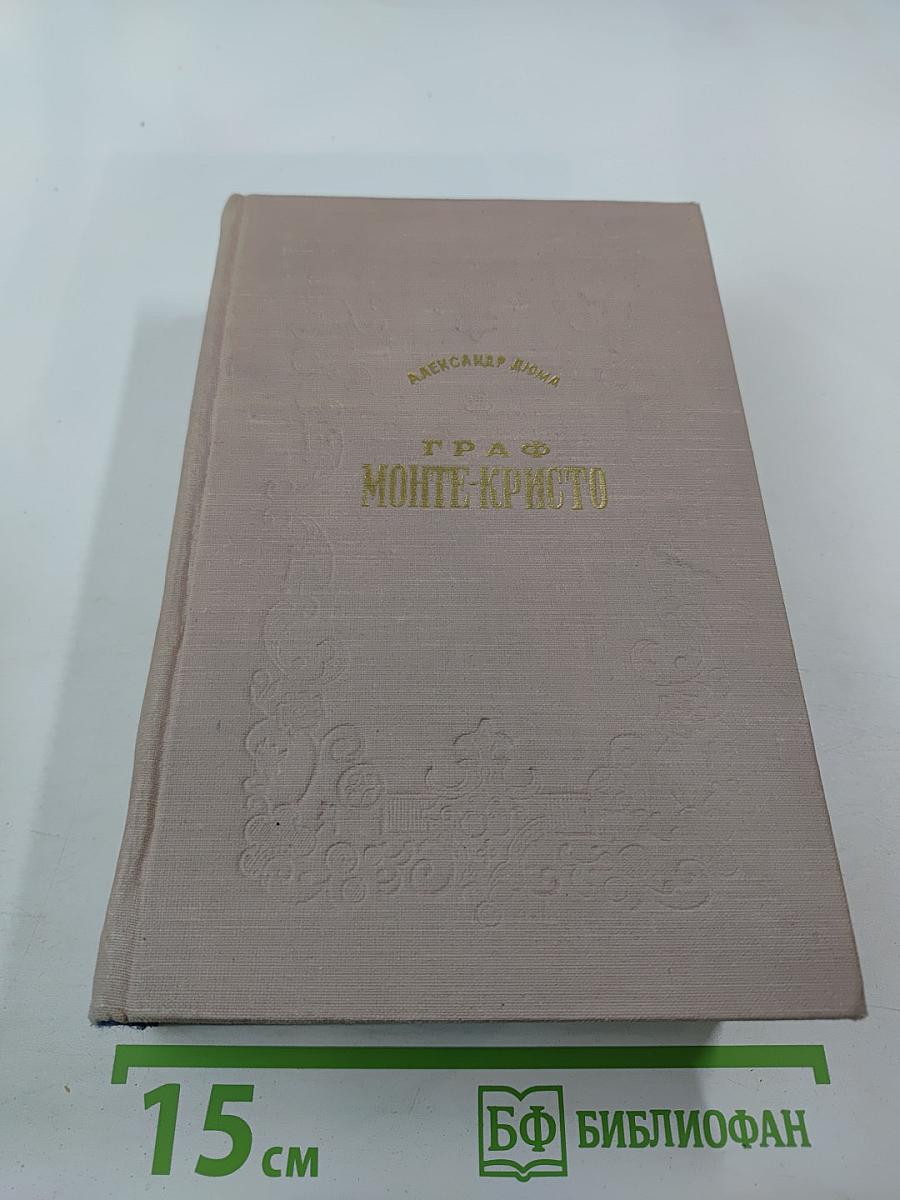 АЛЕКСАНДР ДЮМА
ГРАФ
МОНТЕ-КРИСТО
15 см
БФ БИБЛИОФАН